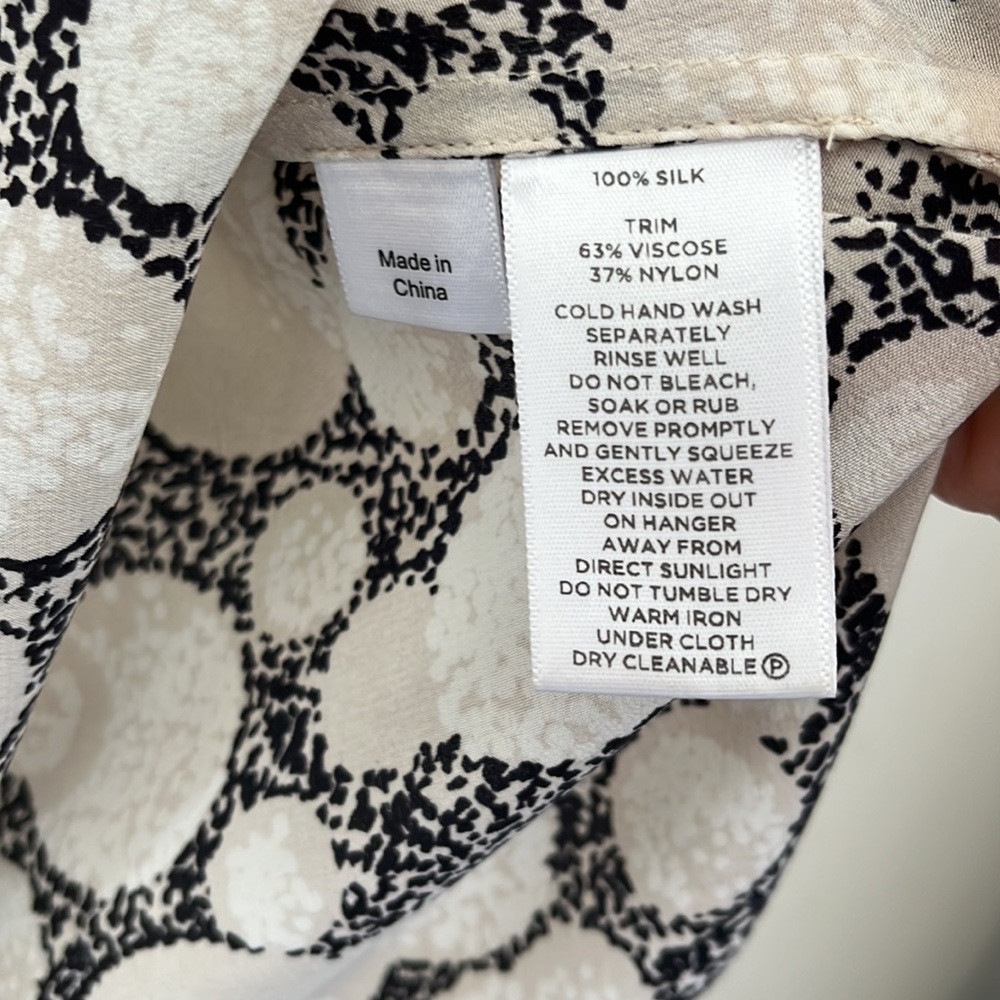 Made in
China
100% SILK
TRIM
63% VISCOSE
37% NYLON
COLD HAND WASH
SEPARATELY
RINSE WELL
DO NOT BLEACH,
SOAK OR RUB
REMOVE PROMPTLY
AND GENTLY SQUEEZE
EXCESS WATER
DRY INSIDE OUT
ON HANGER
AWAY FROM
DIRECT SUNLIGHT
DO NOT TUMBLE DRY
WARM IRON
UNDER CLOTH
DRY CLEANABLE Ⓟ